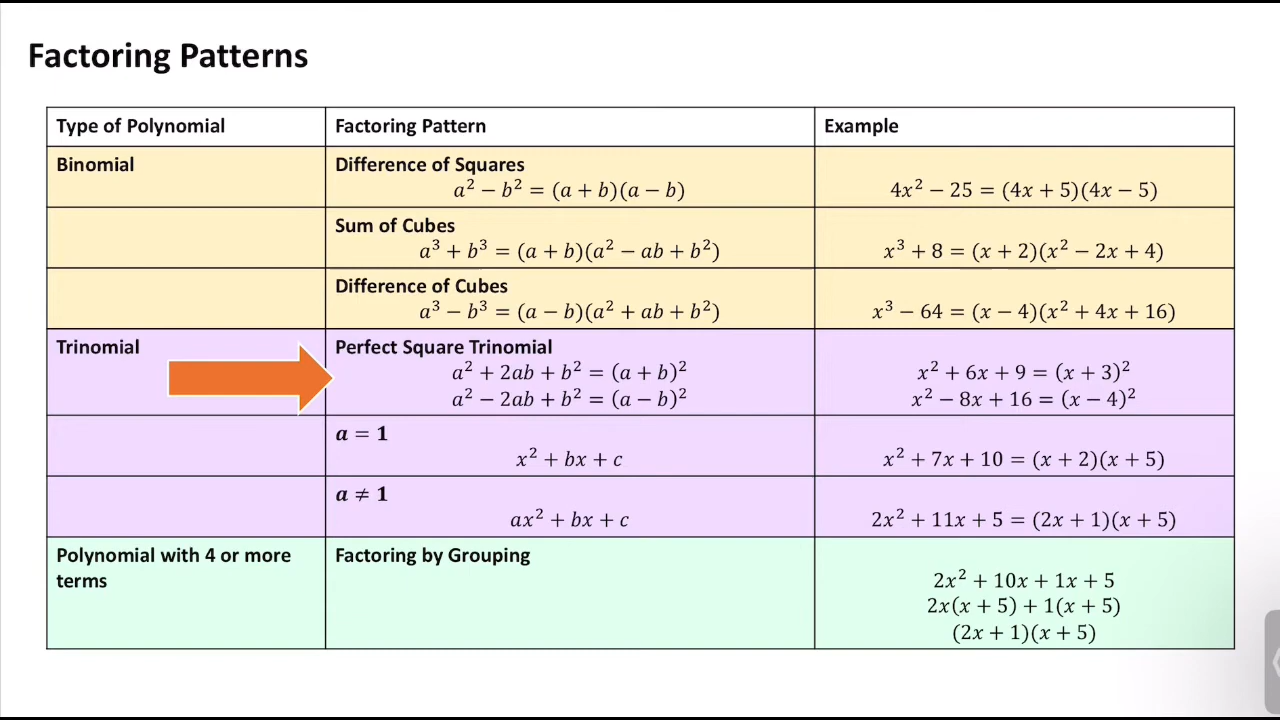 Factoring Patterns
Type of Polynomial
Factoring Pattern
Example
Binomial
Difference of Squares
a² − b² = (a + b)(a − b)
4x² − 25 = (4x + 5)(4x − 5)
Sum of Cubes
a³ + b³ = (a + b)(a² − ab + b²)
x³ + 8 = (x + 2)(x² − 2x + 4)
Difference of Cubes
a³ − b³ = (a − b)(a² + ab + b²)
x³ − 64 = (x − 4)(x² + 4x + 16)
Trinomial
Perfect Square Trinomial
a² + 2ab + b² = (a + b)²
a² − 2ab + b² = (a − b)²
x² + 6x + 9 = (x + 3)²
x² − 8x + 16 = (x − 4)²
a = 1
x² + bx + c
x² + 7x + 10 = (x + 2)(x + 5)
a ≠ 1
ax² + bx + c
2x² + 11x + 5 = (2x + 1)(x + 5)
Polynomial with 4 or more
terms
Factoring by Grouping
2x² + 10x + 1x + 5
2x(x + 5) + 1(x + 5)
(2x + 1)(x + 5)